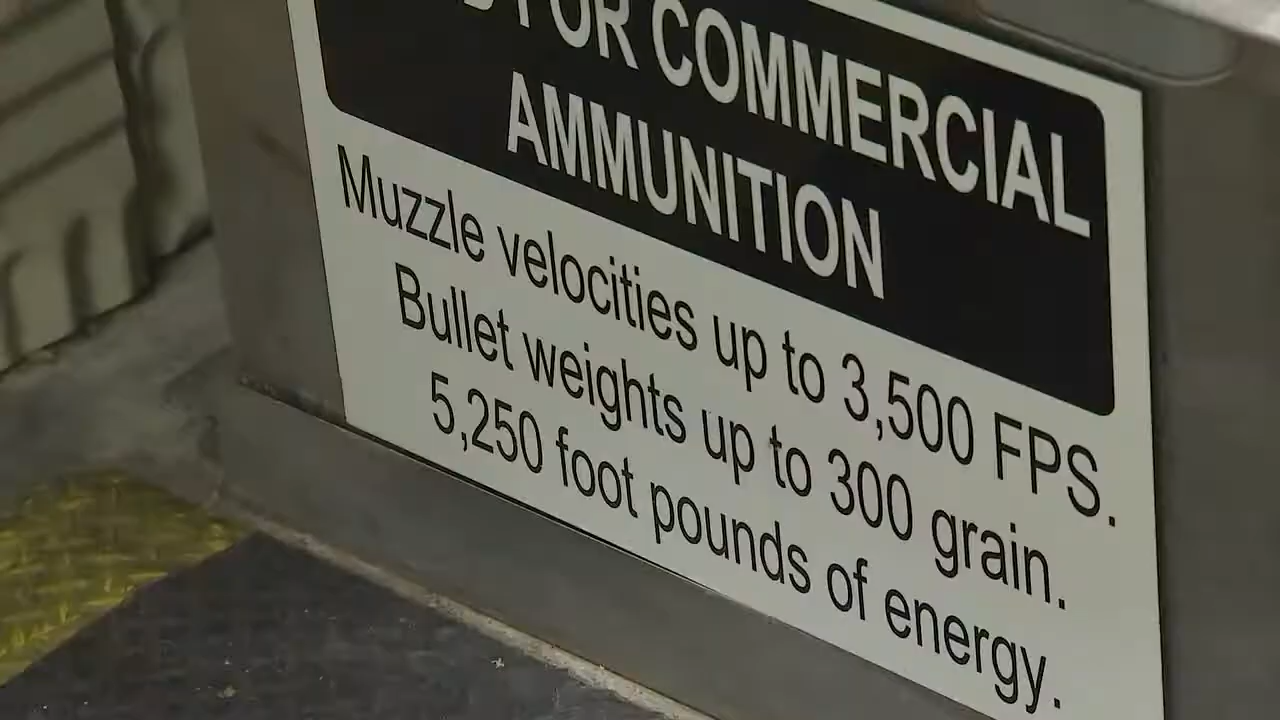 FOR COMMERCIAL
AMMUNITION
Muzzle velocities up to 3,500 FPS.
Bullet weights up to 300 grain.
5,250 foot pounds of energy.